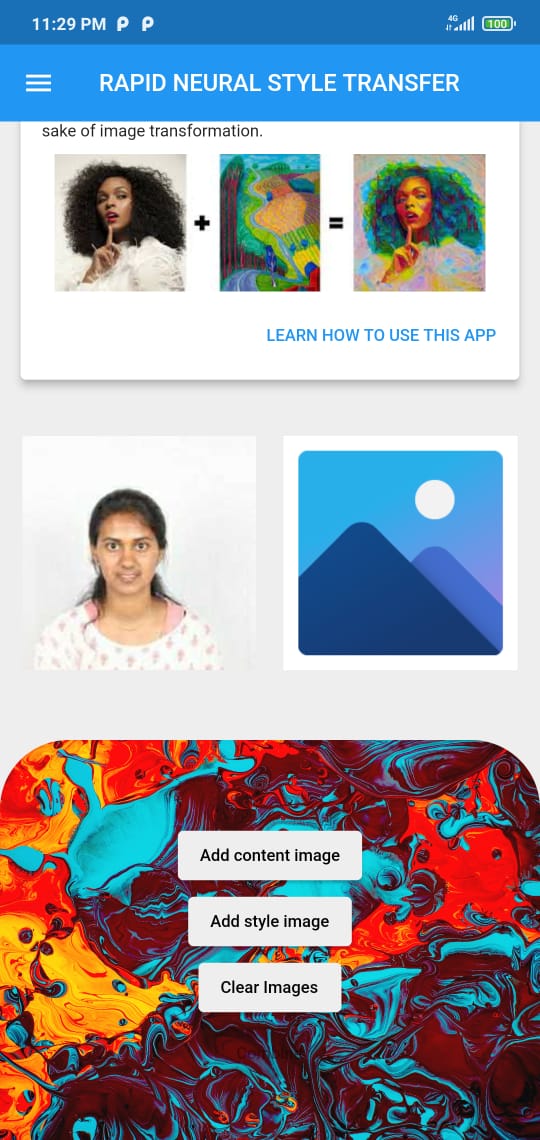 11:29 PM
4G
100
RAPID NEURAL STYLE TRANSFER
sake of image transformation.
+ =
LEARN HOW TO USE THIS APP
Add content image
Add style image
Clear Images